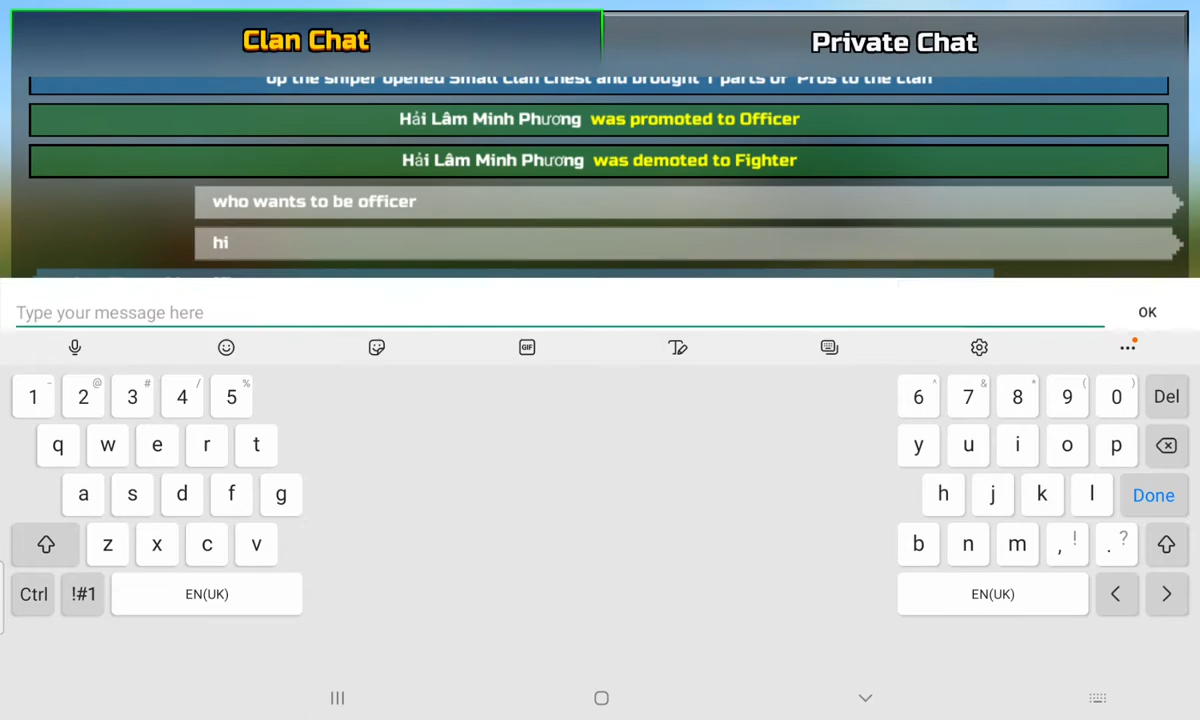 Clan Chat
Private Chat
up the sniper opened Small Clan Chest and brought 1 parts of "Pros to the clan
Hải Lâm Minh Phương was promoted to Officer
Hải Lâm Minh Phương was demoted to Fighter
who wants to be officer
hi
Type your message here
OK
GIF
1 - 2 @ 3 # 4 / 5 % 6 ^ 7 & 8 * 9 ( 0 ) Del
q w e r t y u i o p
a s d f g h j k l Done
z x c v b n m , ! . ?
Ctrl !#1 EN(UK) EN(UK) < >